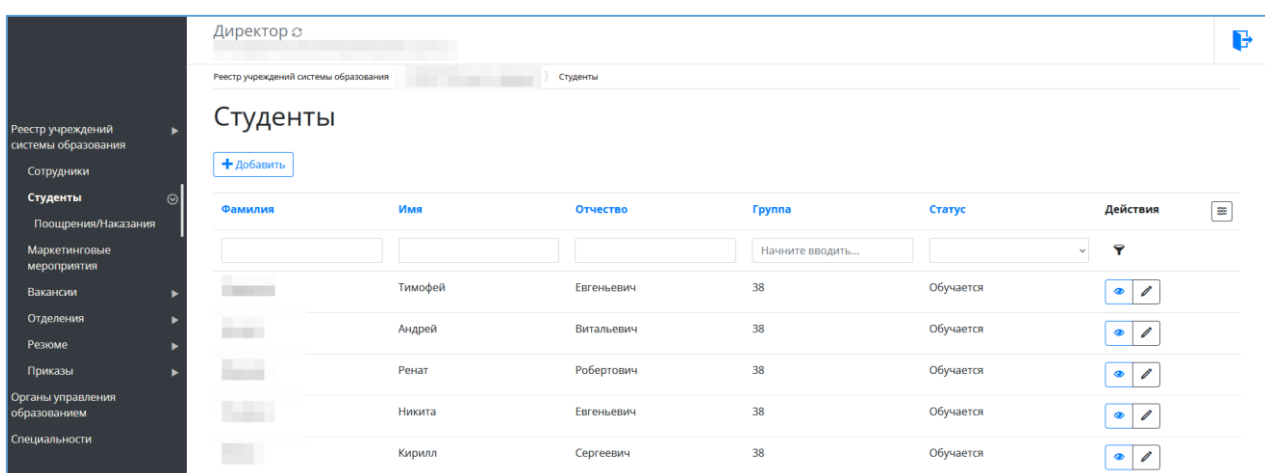 Директор
Реестр учреждений системы образования
Студенты
Реестр учреждений
системы образования
Сотрудники
Студенты
Поощрения/Наказания
Маркетинговые
мероприятия
Вакансии
Отделения
Резюме
Приказы
Органы управления
образованием
Специальности
Студенты
Добавить
Фамилия Имя Отчество Группа Статус Действия
Начните вводить...
Тимофей Евгеньевич 38 Обучается
Андрей Витальевич 38 Обучается
Ренат Робертович 38 Обучается
Никита Евгеньевич 38 Обучается
Кирилл Сергеевич 38 Обучается